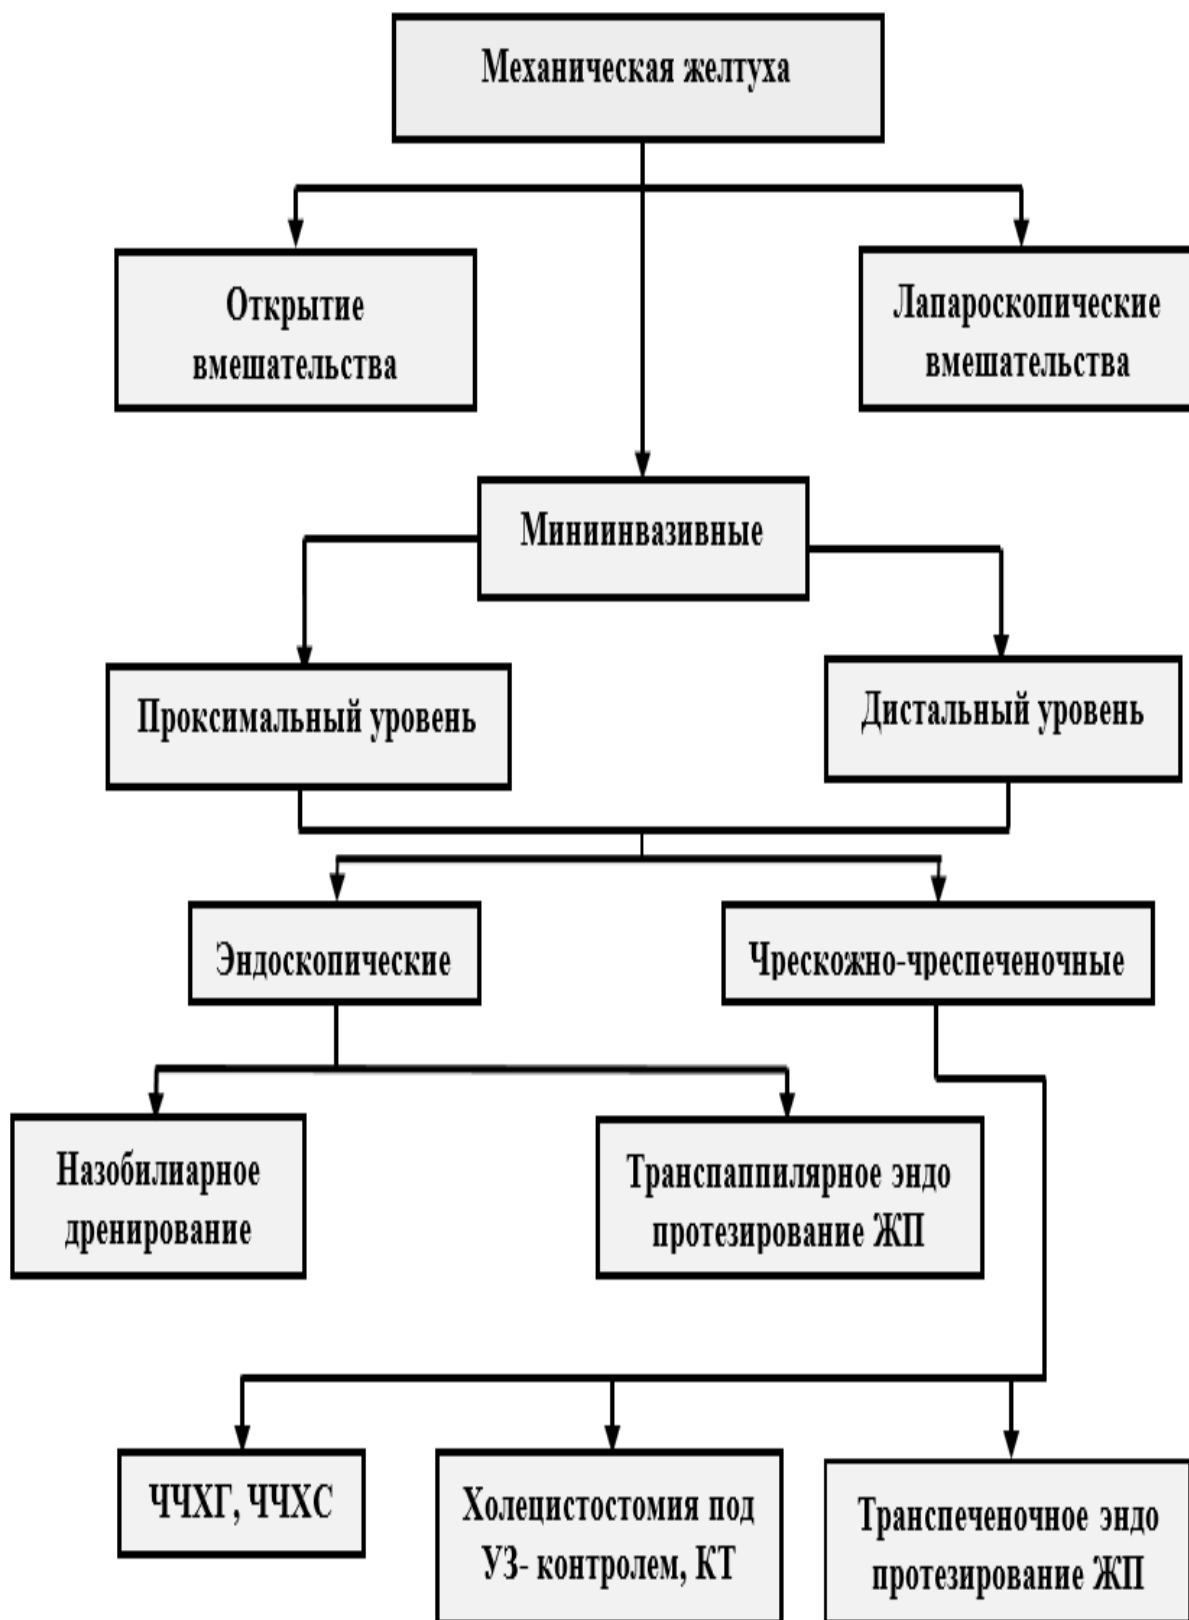 Механическая желтуха
Открытие
вмешательства
Лапароскопические
вмешательства
Миниинвазивные
Проксимальный уровень
Дистальный уровень
Эндоскопические
Чрескожно-чреспеченочные
Назобилиарное
дренирование
Транспаппилярное эндо
протезирование ЖП
ЧЧХГ, ЧЧХС
Холецистостомия под
УЗ- контролем, КТ
Транспеченочное эндо
протезирование ЖП